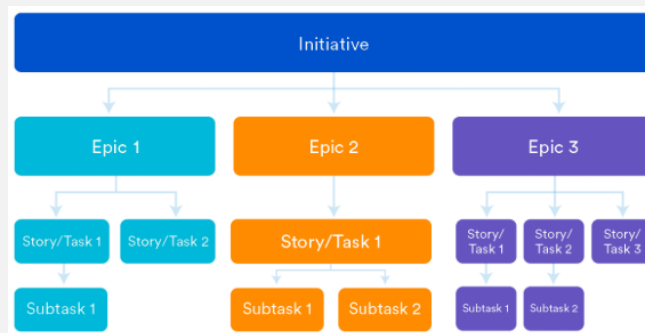 Initiative
Epic 1
Epic 2
Epic 3
Story/Task 1
Story/Task 2
Story/Task 1
Story/
Task 1
Story/
Task 2
Story/
Task 3
Subtask 1
Subtask 1
Subtask 2
Subtask 1
Subtask 2